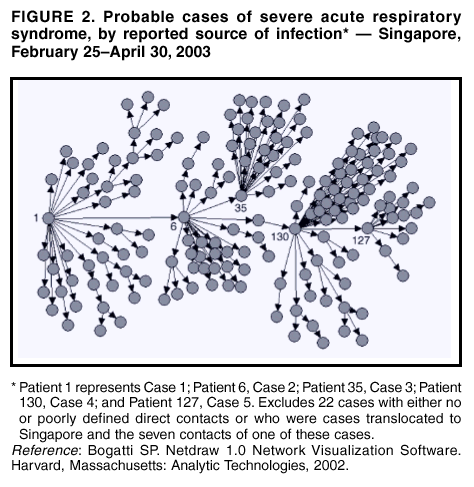 FIGURE 2. Probable cases of severe acute respiratory
syndrome, by reported source of infection* — Singapore,
February 25–April 30, 2003
1
6
35
130
127
* Patient 1 represents Case 1; Patient 6, Case 2; Patient 35, Case 3; Patient
130, Case 4; and Patient 127, Case 5. Excludes 22 cases with either no
or poorly defined direct contacts or who were cases translocated to
Singapore and the seven contacts of one of these cases.
Reference: Bogatti SP. Netdraw 1.0 Network Visualization Software.
Harvard, Massachusetts: Analytic Technologies, 2002.